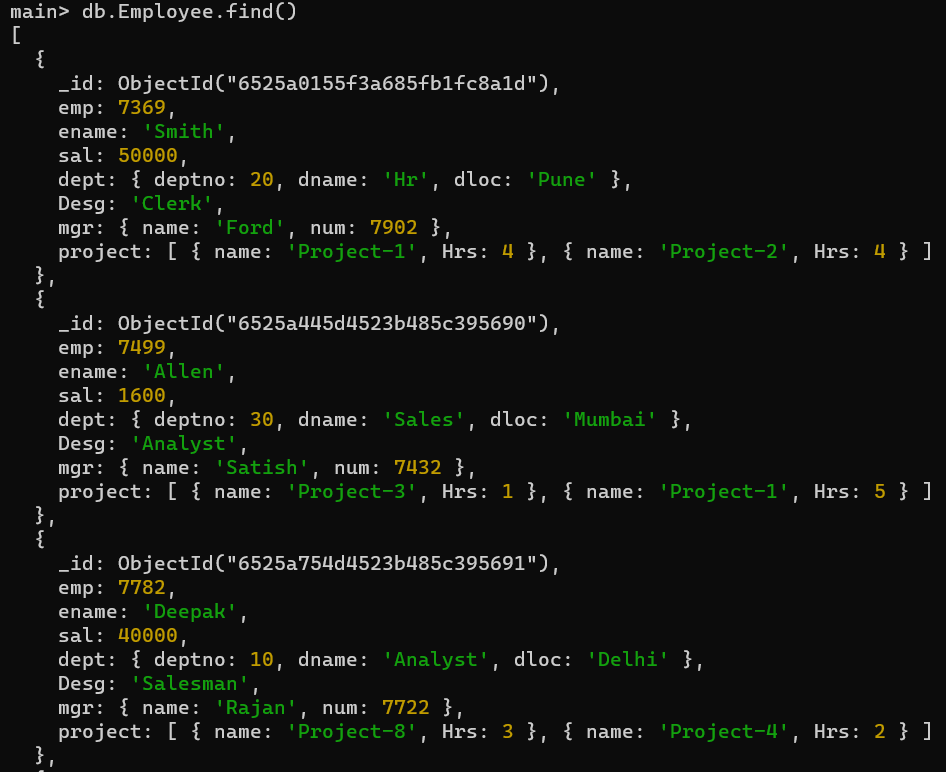 main> db.Employee.find()
[
  {
    _id: ObjectId("6525a0155f3a685fb1fc8a1d"),
    emp: 7369,
    ename: 'Smith',
    sal: 50000,
    dept: { deptno: 20, dname: 'Hr', dloc: 'Pune' },
    Desg: 'Clerk',
    mgr: { name: 'Ford', num: 7902 },
    project: [ { name: 'Project-1', Hrs: 4 }, { name: 'Project-2', Hrs: 4 } ]
  },
  {
    _id: ObjectId("6525a445d4523b485c395690"),
    emp: 7499,
    ename: 'Allen',
    sal: 1600,
    dept: { deptno: 30, dname: 'Sales', dloc: 'Mumbai' },
    Desg: 'Analyst',
    mgr: { name: 'Satish', num: 7432 },
    project: [ { name: 'Project-3', Hrs: 1 }, { name: 'Project-1', Hrs: 5 } ]
  },
  {
    _id: ObjectId("6525a754d4523b485c395691"),
    emp: 7782,
    ename: 'Deepak',
    sal: 40000,
    dept: { deptno: 10, dname: 'Analyst', dloc: 'Delhi' },
    Desg: 'Salesman',
    mgr: { name: 'Rajan', num: 7722 },
    project: [ { name: 'Project-8', Hrs: 3 }, { name: 'Project-4', Hrs: 2 } ]
  },